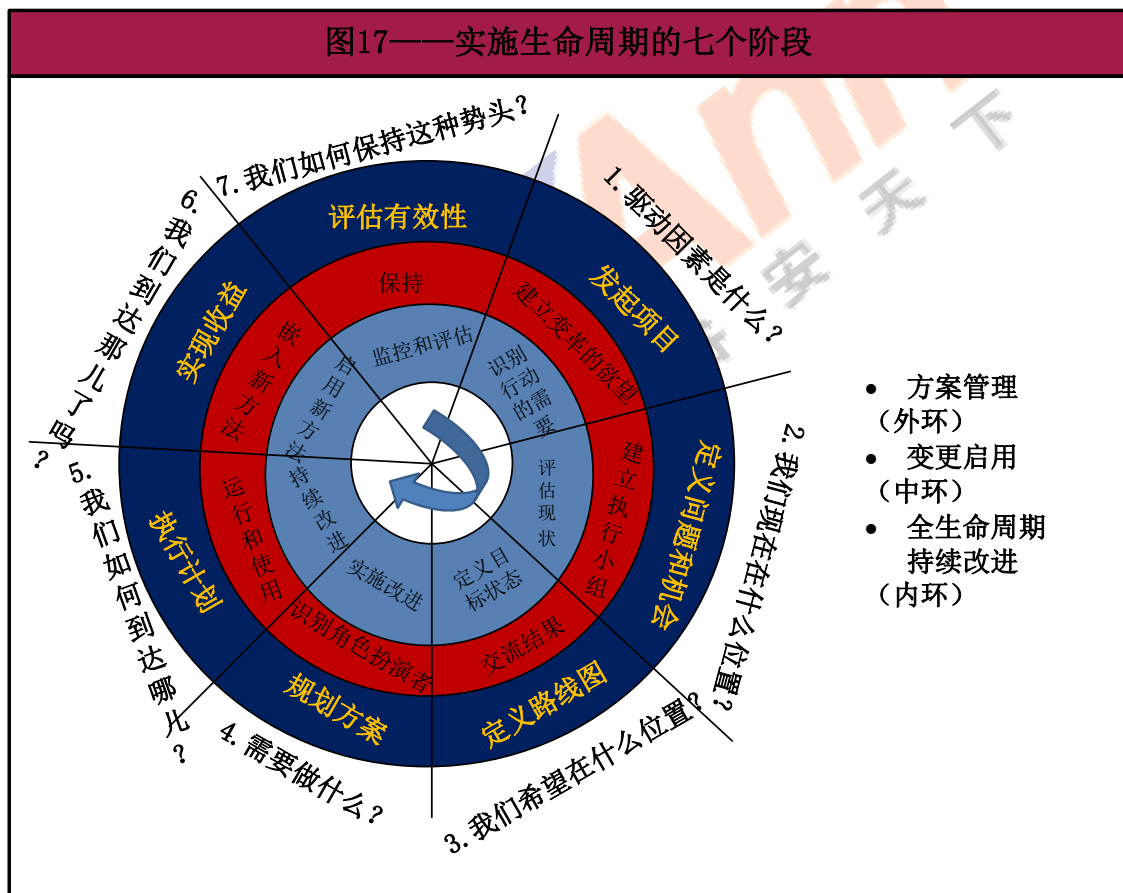 图17——实施生命周期的七个阶段
1.驱动因素是什么？
2.我们现在在什么位置？
3.我们希望在什么位置？
4.需要做什么？
5.我们如何到达哪儿？
6.我们到达那儿了吗？
7.我们如何保持这种势头？
发起项目
定义问题和机会
定义路线图
规划方案
执行计划
实现收益
评估有效性
建立变革的欲望
建立执行小组
交流结果
识别角色扮演者
运行和使用
嵌入新方法
保持
识别
行动
的需
要
评估现状
定义目
标状态
实施改进
持续改进
启用新方法
监控和评估
• 方案管理
（外环）
• 变更启用
（中环）
• 全生命周期
持续改进
（内环）
安天下